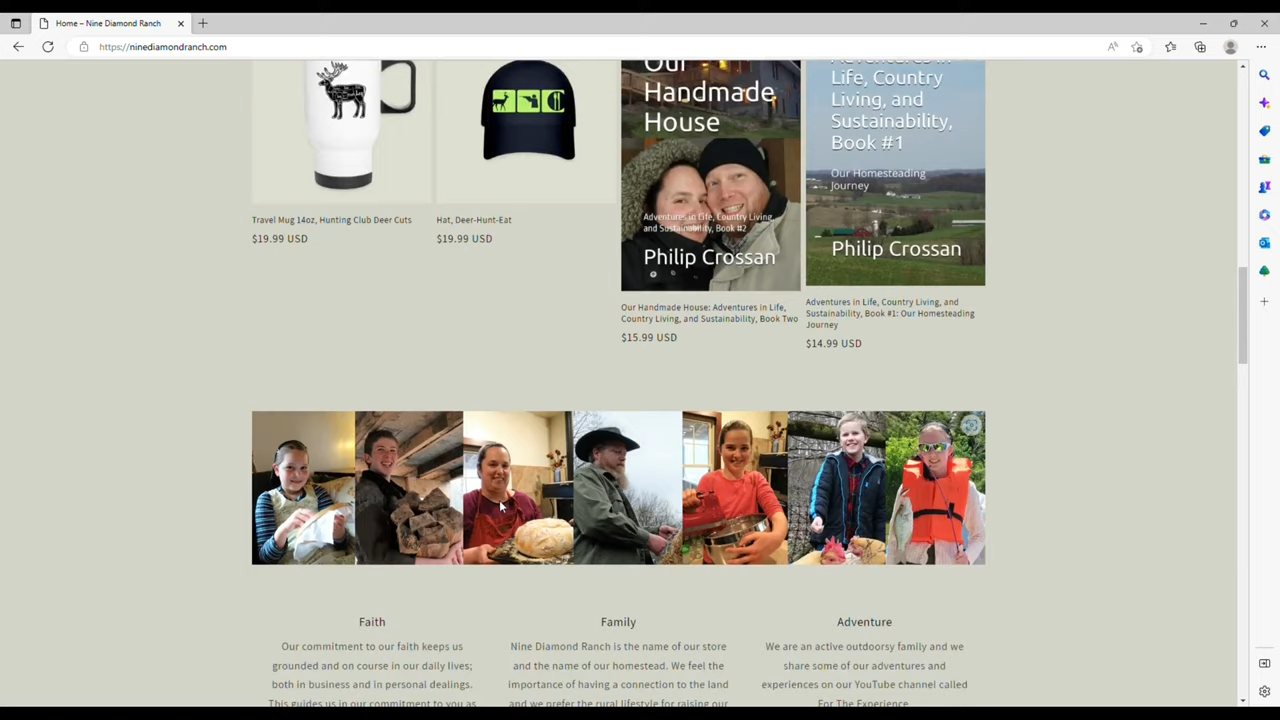 Home – Nine Diamond Ranch
https://ninediamondranch.com
Our
Handmade
House
Adventures in Life, Country Living,
and Sustainability, Book #2
Philip Crossan
Adventures in
Life, Country
Living, and
Sustainability,
Book #1
Our Homesteading
Journey
Philip Crossan
Travel Mug 14oz, Hunting Club Deer Cuts
$19.99 USD
Hat, Deer-Hunt-Eat
$19.99 USD
Our Handmade House: Adventures in Life,
Country Living, and Sustainability, Book Two
$15.99 USD
Adventures in Life, Country Living, and
Sustainability, Book #1: Our Homesteading
Journey
$14.99 USD
Faith
Our commitment to our faith keeps us
grounded and on course in our daily lives;
both in business and in personal dealings.
This guides us in our commitment to you as
Family
Nine Diamond Ranch is the name of our store
and the name of our homestead. We feel the
importance of having a connection to the land
and we prefer the rural lifestyle for raising our
Adventure
We are an active outdoorsy family and we
share some of our adventures and
experiences on our YouTube channel called
For The Experience